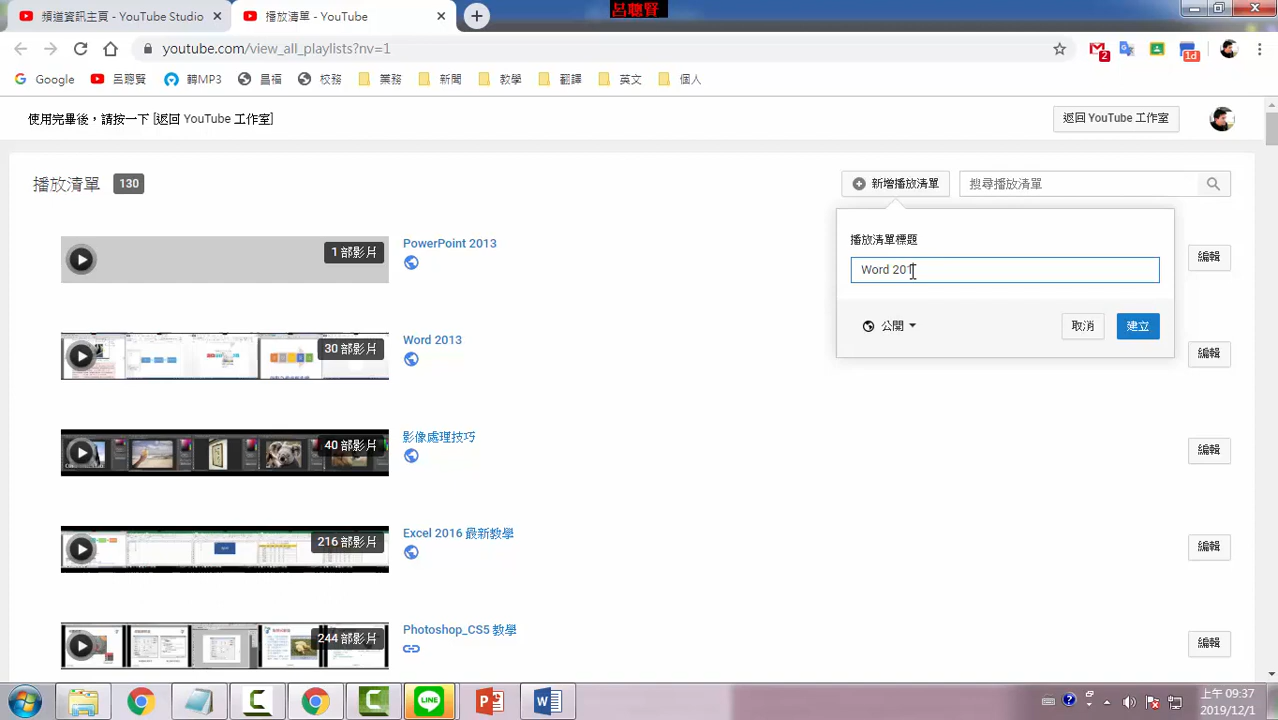 呂聰賢
頻道資訊主頁 - YouTube Studio
播放清單 - YouTube
youtube.com/view_all_playlists?nv=1
2
1d
Google
呂聰賢
轉MP3
昌福
校務
業務
新聞
教學
翻譯
英文
個人
使用完畢後，請按一下 [返回 YouTube 工作室]
返回 YouTube 工作室
播放清單 130
新增播放清單
搜尋播放清單
播放清單標題
Word 201
公開
取消
建立
1 部影片
PowerPoint 2013
編輯
30 部影片
Word 2013
編輯
40 部影片
影像處理技巧
編輯
216 部影片
Excel 2016 最新教學
編輯
244 部影片
Photoshop_CS5 教學
編輯
LINE
上午 09:37
2019/12/1